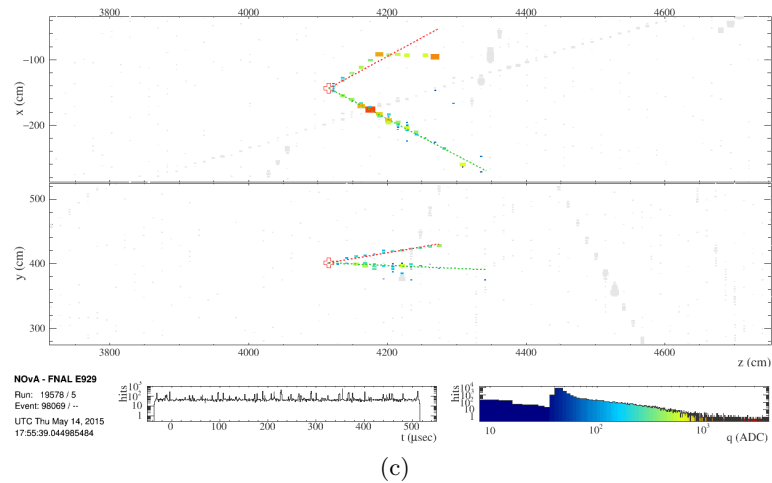 3800 4000 4200 4400 4600
−100
−200
x (cm)
500
400
300
y (cm)
3800 4000 4200 4400 4600
z (cm)
NOvA - FNAL E929
Run: 19578 / 5
Event: 98069 / --
UTC Thu May 14, 2015
17:55:39.044985484
hits
10³
10²
10
1
0 100 200 300 400 500
t (μsec)
hits
10⁴
10³
10²
10
1
10 10² 10³
q (ADC)
(c)